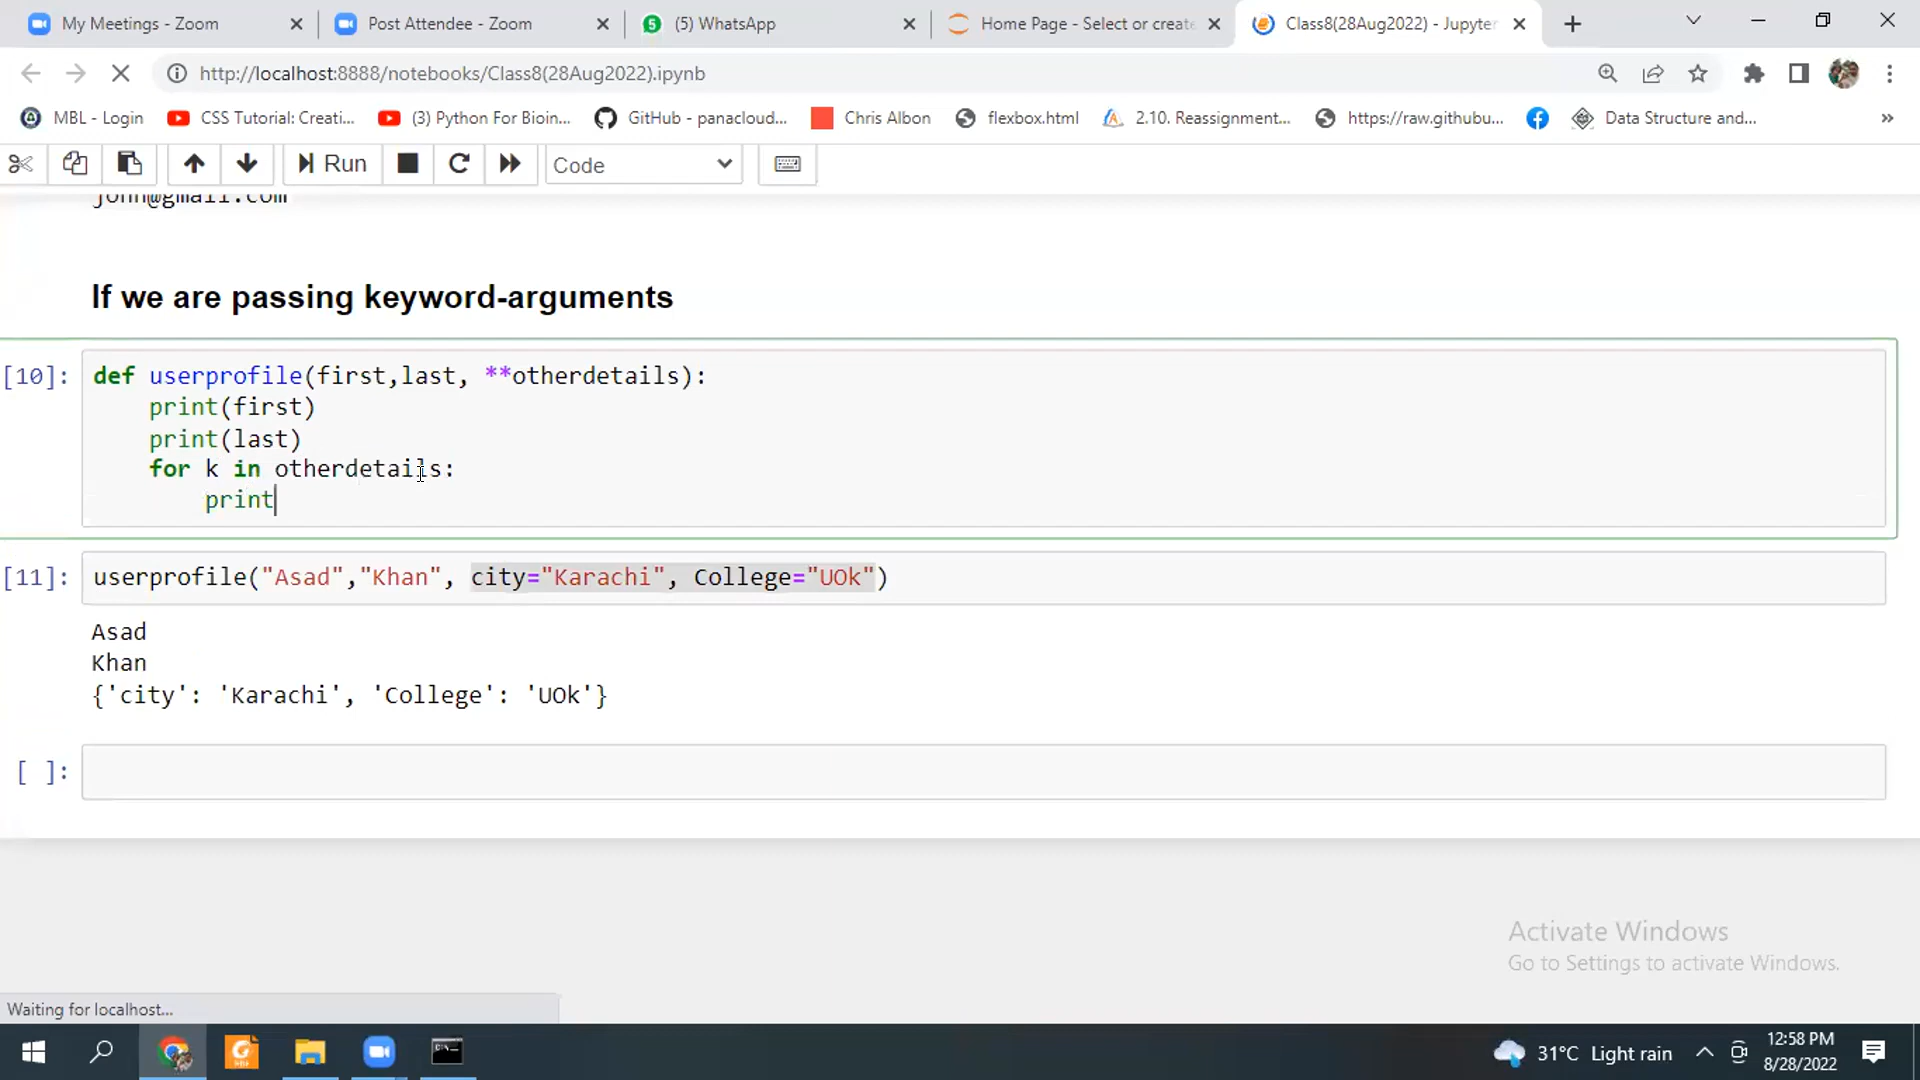 My Meetings - Zoom
Post Attendee - Zoom
5 (5) WhatsApp
Home Page - Select or create
Class8(28Aug2022) - Jupyter
http://localhost:8888/notebooks/Class8(28Aug2022).ipynb
MBL - Login
CSS Tutorial: Creati...
(3) Python For Bioin...
GitHub - panacloud...
Chris Albon
flexbox.html
2.10. Reassignment...
https://raw.githubu...
Data Structure and...
»
Run
Code
john@gmail.com
If we are passing keyword-arguments
[10]:
def userprofile(first,last, **otherdetails):
print(first)
print(last)
for k in otherdetails:
print
[11]:
userprofile("Asad","Khan", city="Karachi", College="UOk")
Asad
Khan
{'city': 'Karachi', 'College': 'UOk'}
[ ]:
Activate Windows
Go to Settings to activate Windows.
Waiting for localhost...
31°C Light rain
12:58 PM
8/28/2022